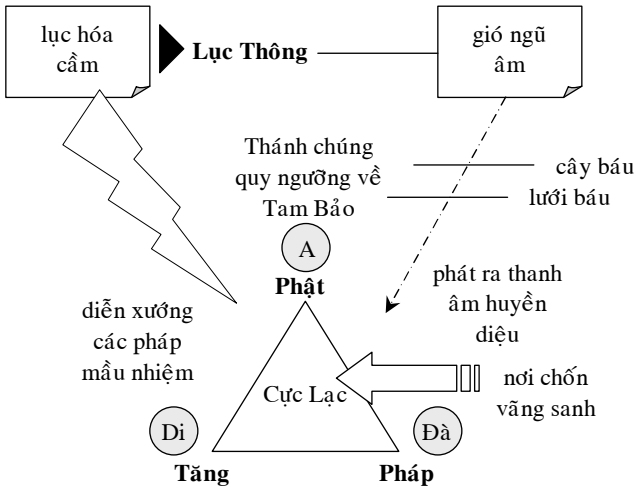 lục hóa
cầm
Lục Thông
gió ngũ
âm
Thánh chúng
quy ngưỡng về
Tam Bảo
cây báu
lưới báu
A
Phật
phát ra thanh
âm huyền
diệu
diễn xướng
các pháp
mầu nhiệm
Cực Lạc
nơi chốn
vãng sanh
Di
Đà
Tăng
Pháp